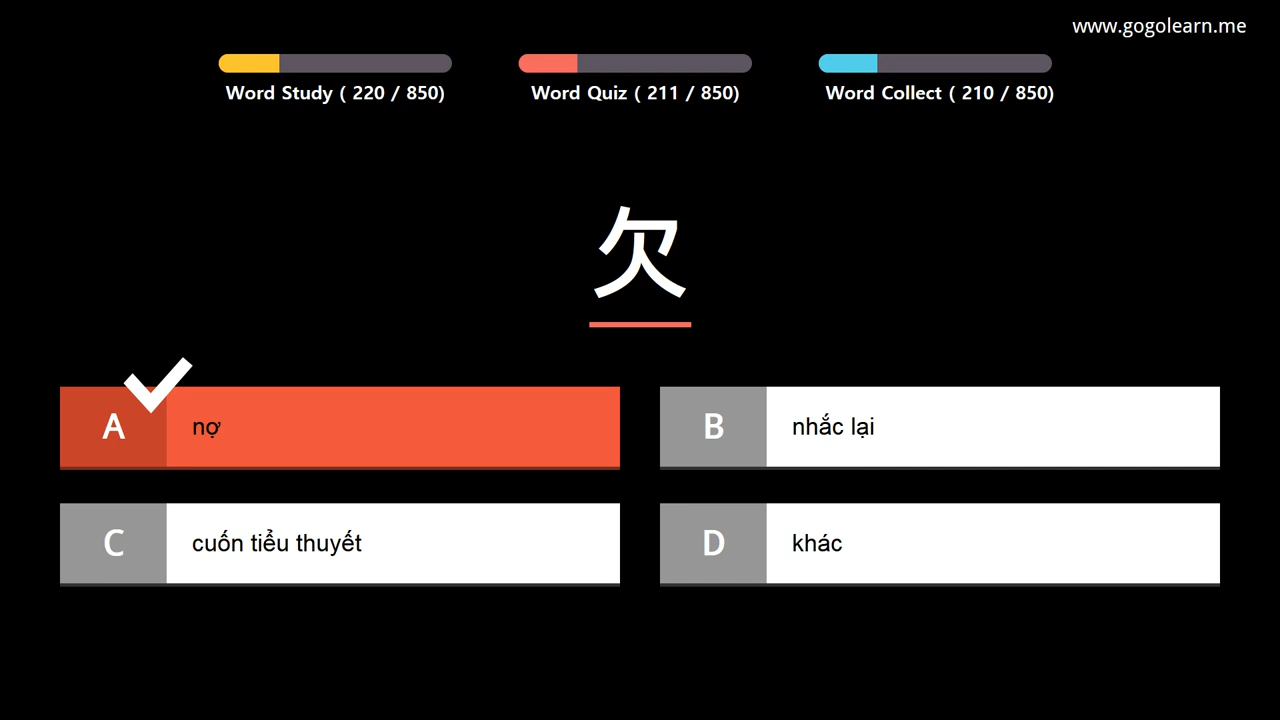 www.gogolearn.me
Word Study ( 220 / 850)
Word Quiz ( 211 / 850)
Word Collect ( 210 / 850)
欠
A nợ
B nhắc lại
C cuốn tiểu thuyết
D khác